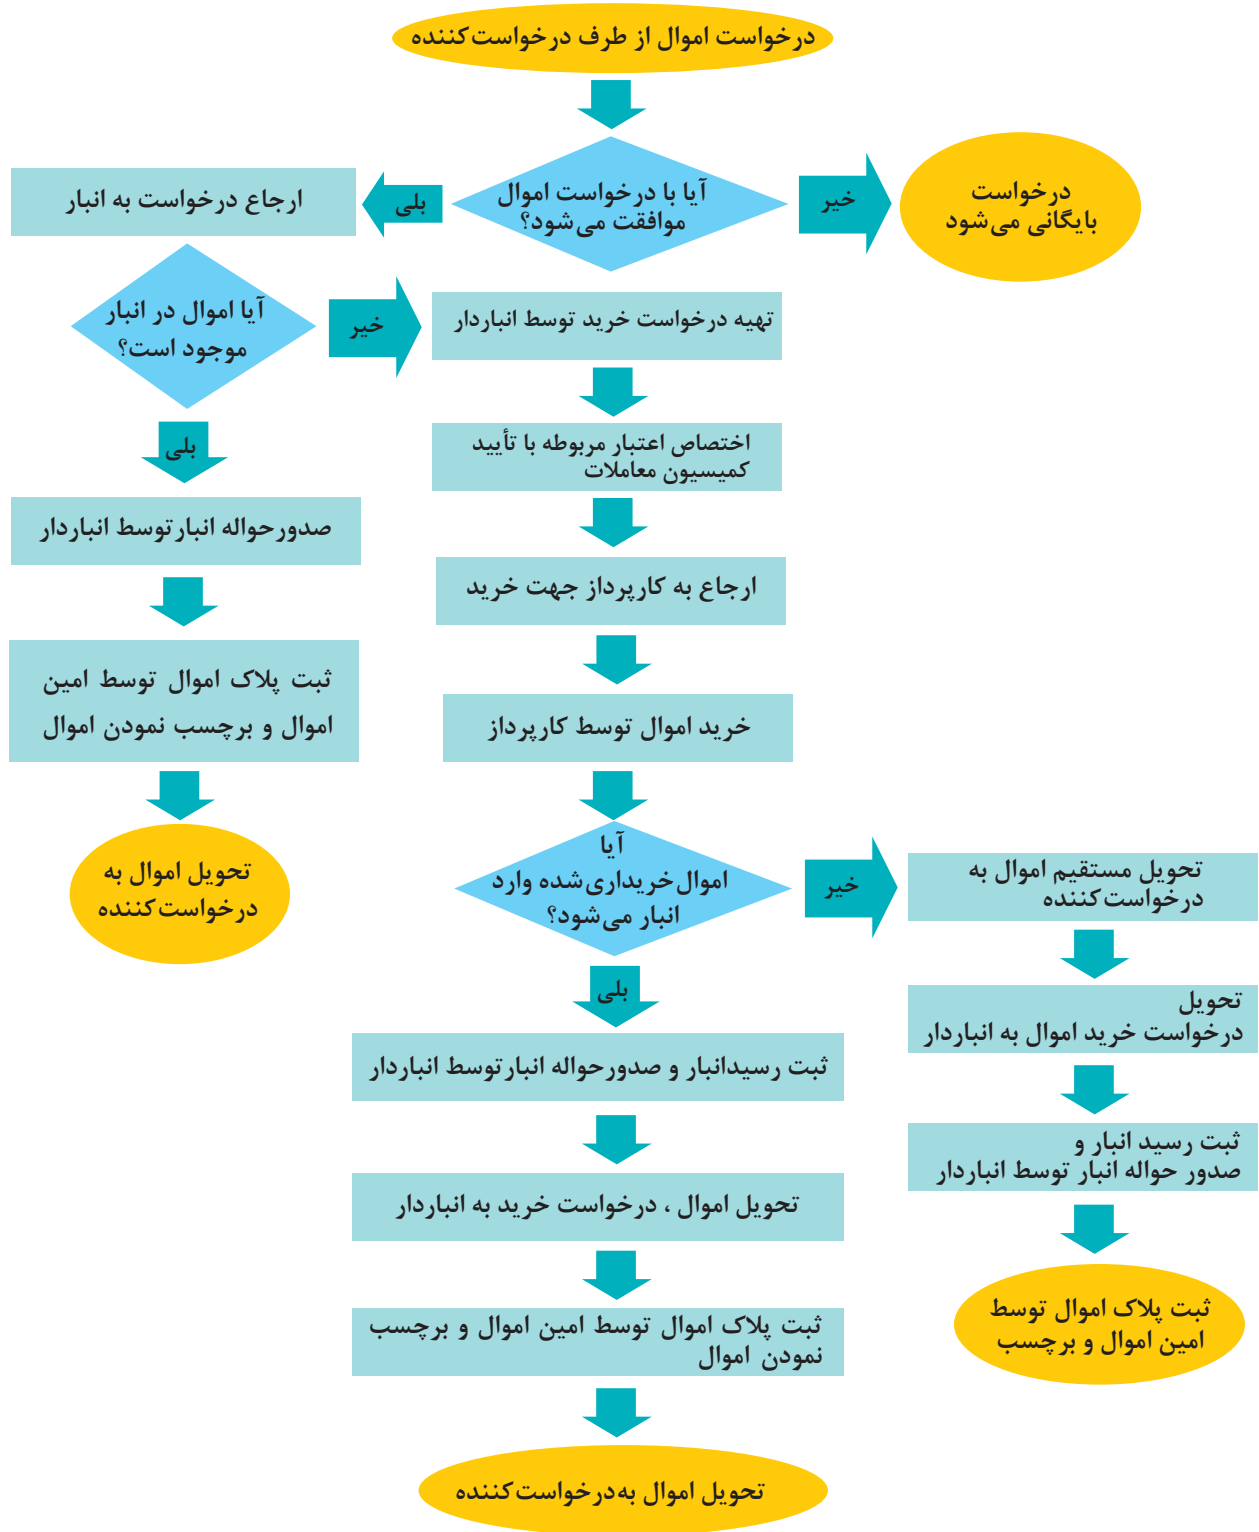 درخواست اموال از طرف درخواست‌کننده
آیا با درخواست اموال
موافقت می‌شود؟
خیر
درخواست
بایگانی می‌شود
بلی
ارجاع درخواست به انبار
آیا اموال در انبار
موجود است؟
خیر
تهیه درخواست خرید توسط انباردار
اختصاص اعتبار مربوطه با تأیید
کمیسیون معاملات
بلی
صدورحواله انبارتوسط انباردار
ارجاع به کارپرداز جهت خرید
ثبت پلاک اموال توسط امین
اموال و برچسب نمودن اموال
خرید اموال توسط کارپرداز
تحویل اموال به
درخواست‌کننده
آیا
اموال‌خریداری‌شده وارد
انبار می‌شود؟
خیر
تحویل مستقیم اموال به
درخواست‌کننده
بلی
تحویل
درخواست خرید اموال به انباردار
ثبت رسیدانبار و صدورحواله انبارتوسط انباردار
ثبت رسید انبار و
صدور حواله انبار توسط انباردار
تحویل اموال ، درخواست خرید به انباردار
ثبت پلاک اموال توسط
امین اموال و برچسب
ثبت پلاک اموال توسط امین اموال و برچسب
نمودن اموال
تحویل اموال به‌درخواست‌کننده